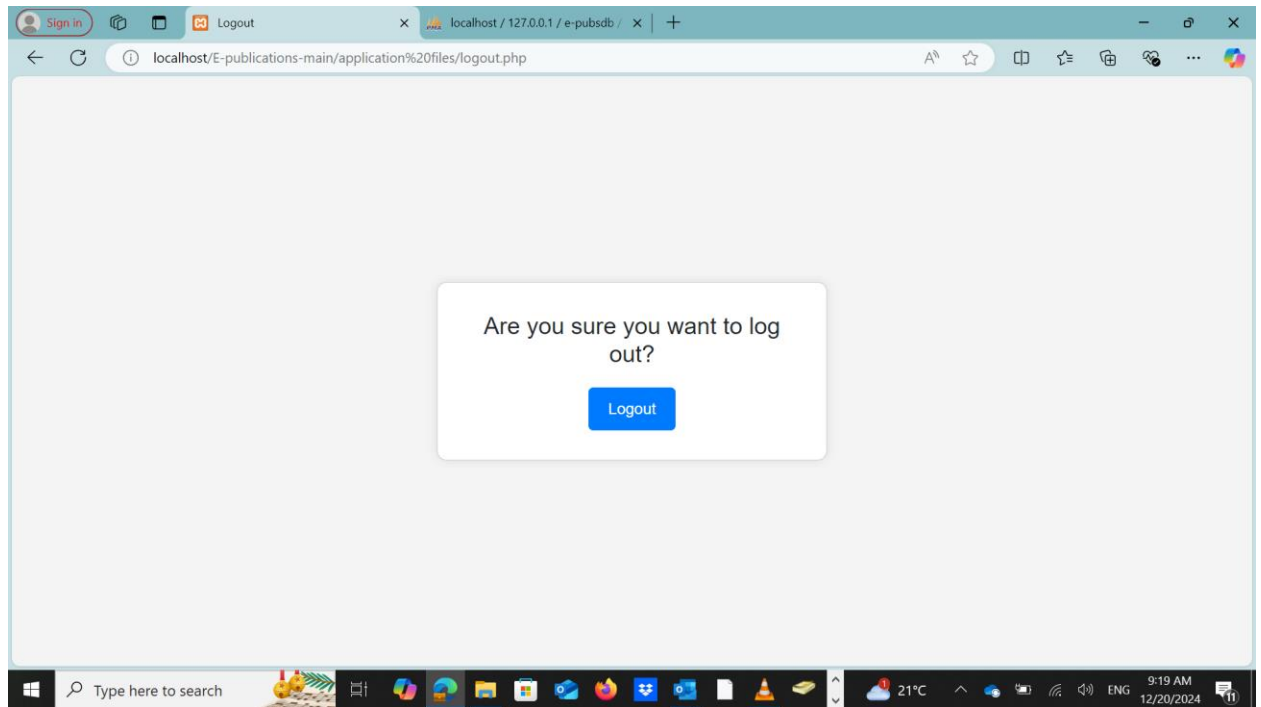 Sign in
Logout
localhost / 127.0.0.1 / e-pubsdb /
localhost/E-publications-main/application%20files/logout.php
Are you sure you want to log
out?
Logout
Type here to search
21°C
ENG
9:19 AM
12/20/2024
11